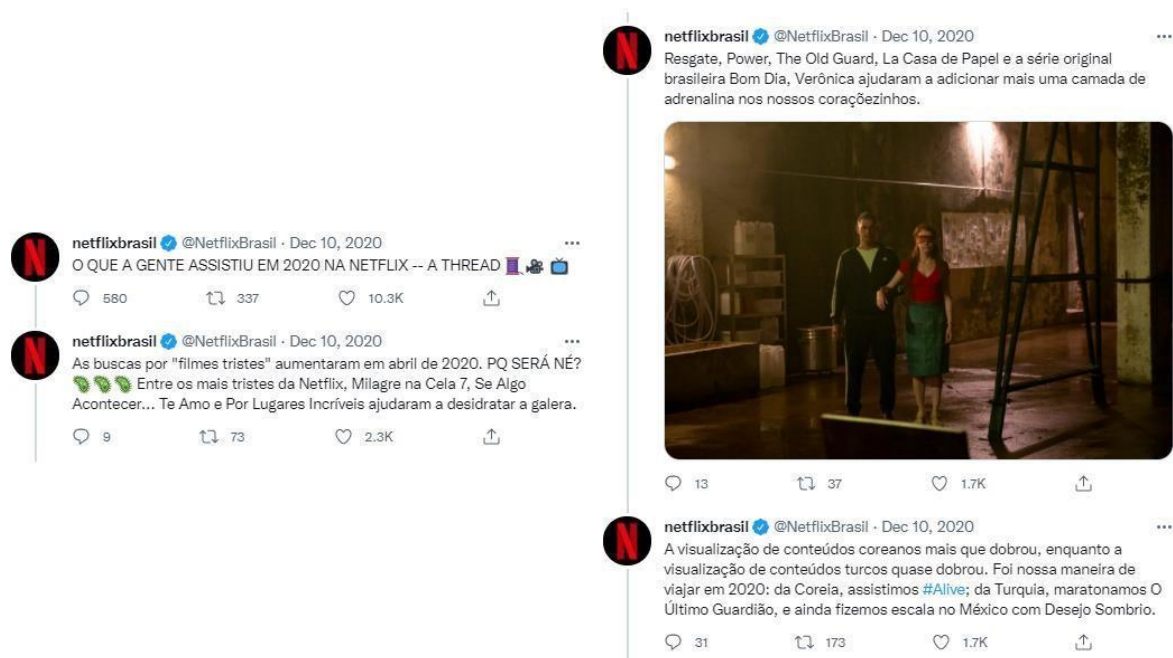 netflixbrasil @NetflixBrasil · Dec 10, 2020
O QUE A GENTE ASSISTIU EM 2020 NA NETFLIX -- A THREAD 🧵 🎥 📺
580 337 10.3K
netflixbrasil @NetflixBrasil · Dec 10, 2020
As buscas por "filmes tristes" aumentaram em abril de 2020. PQ SERÁ NÉ?
🦠🦠🦠 Entre os mais tristes da Netflix, Milagre na Cela 7, Se Algo
Acontecer... Te Amo e Por Lugares Incríveis ajudaram a desidratar a galera.
9 73 2.3K
netflixbrasil @NetflixBrasil · Dec 10, 2020
Resgate, Power, The Old Guard, La Casa de Papel e a série original
brasileira Bom Dia, Verônica ajudaram a adicionar mais uma camada de
adrenalina nos nossos coraçõezinhos.
13 37 1.7K
netflixbrasil @NetflixBrasil · Dec 10, 2020
A visualização de conteúdos coreanos mais que dobrou, enquanto a
visualização de conteúdos turcos quase dobrou. Foi nossa maneira de
viajar em 2020: da Coreia, assistimos #Alive; da Turquia, maratonamos O
Último Guardião, e ainda fizemos escala no México com Desejo Sombrio.
31 173 1.7K